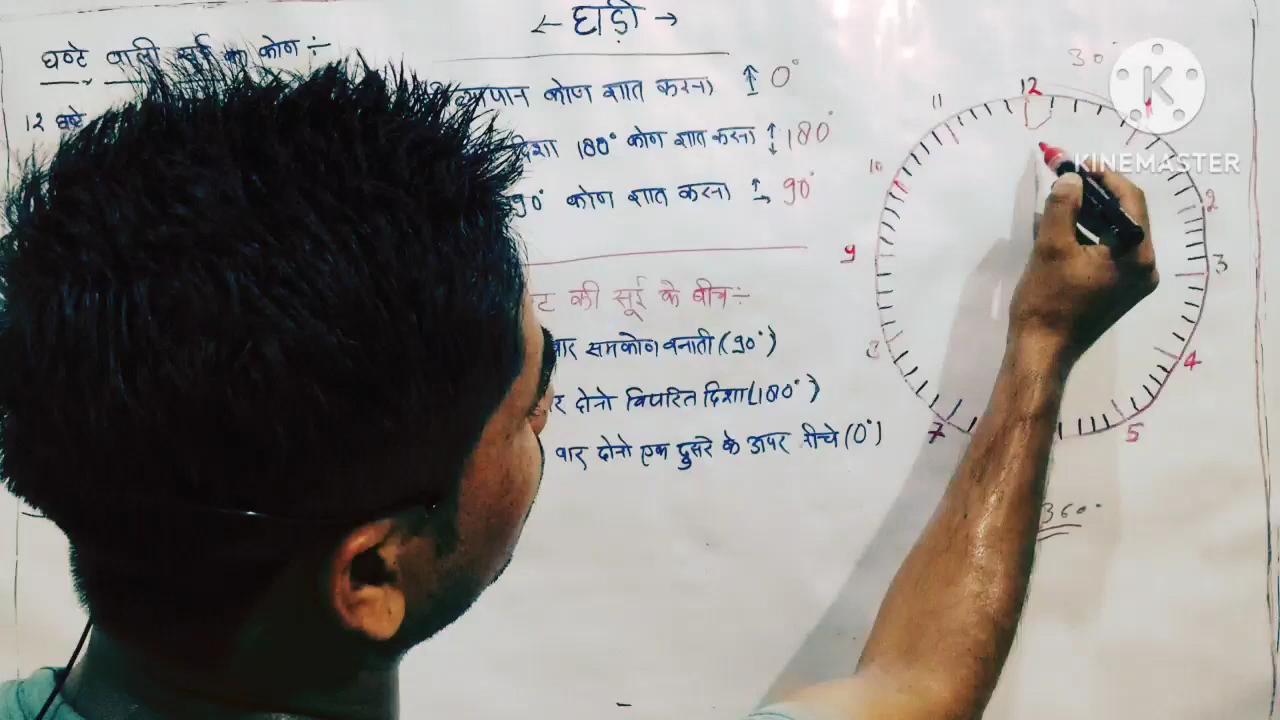 ← घड़ी →
घण्टे वाली सूई का कोण :-
12 घण्टे
कोण ज्ञात करना ↑ 0°
दिशा 180° कोण ज्ञात करना ↕ 180°
90° कोण ज्ञात करना 90°
की सूई के बीच :-
बार समकोण बनाती (90°)
दोनो विपरित दिशा (180°)
बार दोनो एक दुसरे के ऊपर नीचे (0°)
30°
12
11
10
9
8
7
5
4
3
2
360°
K
KINEMASTER